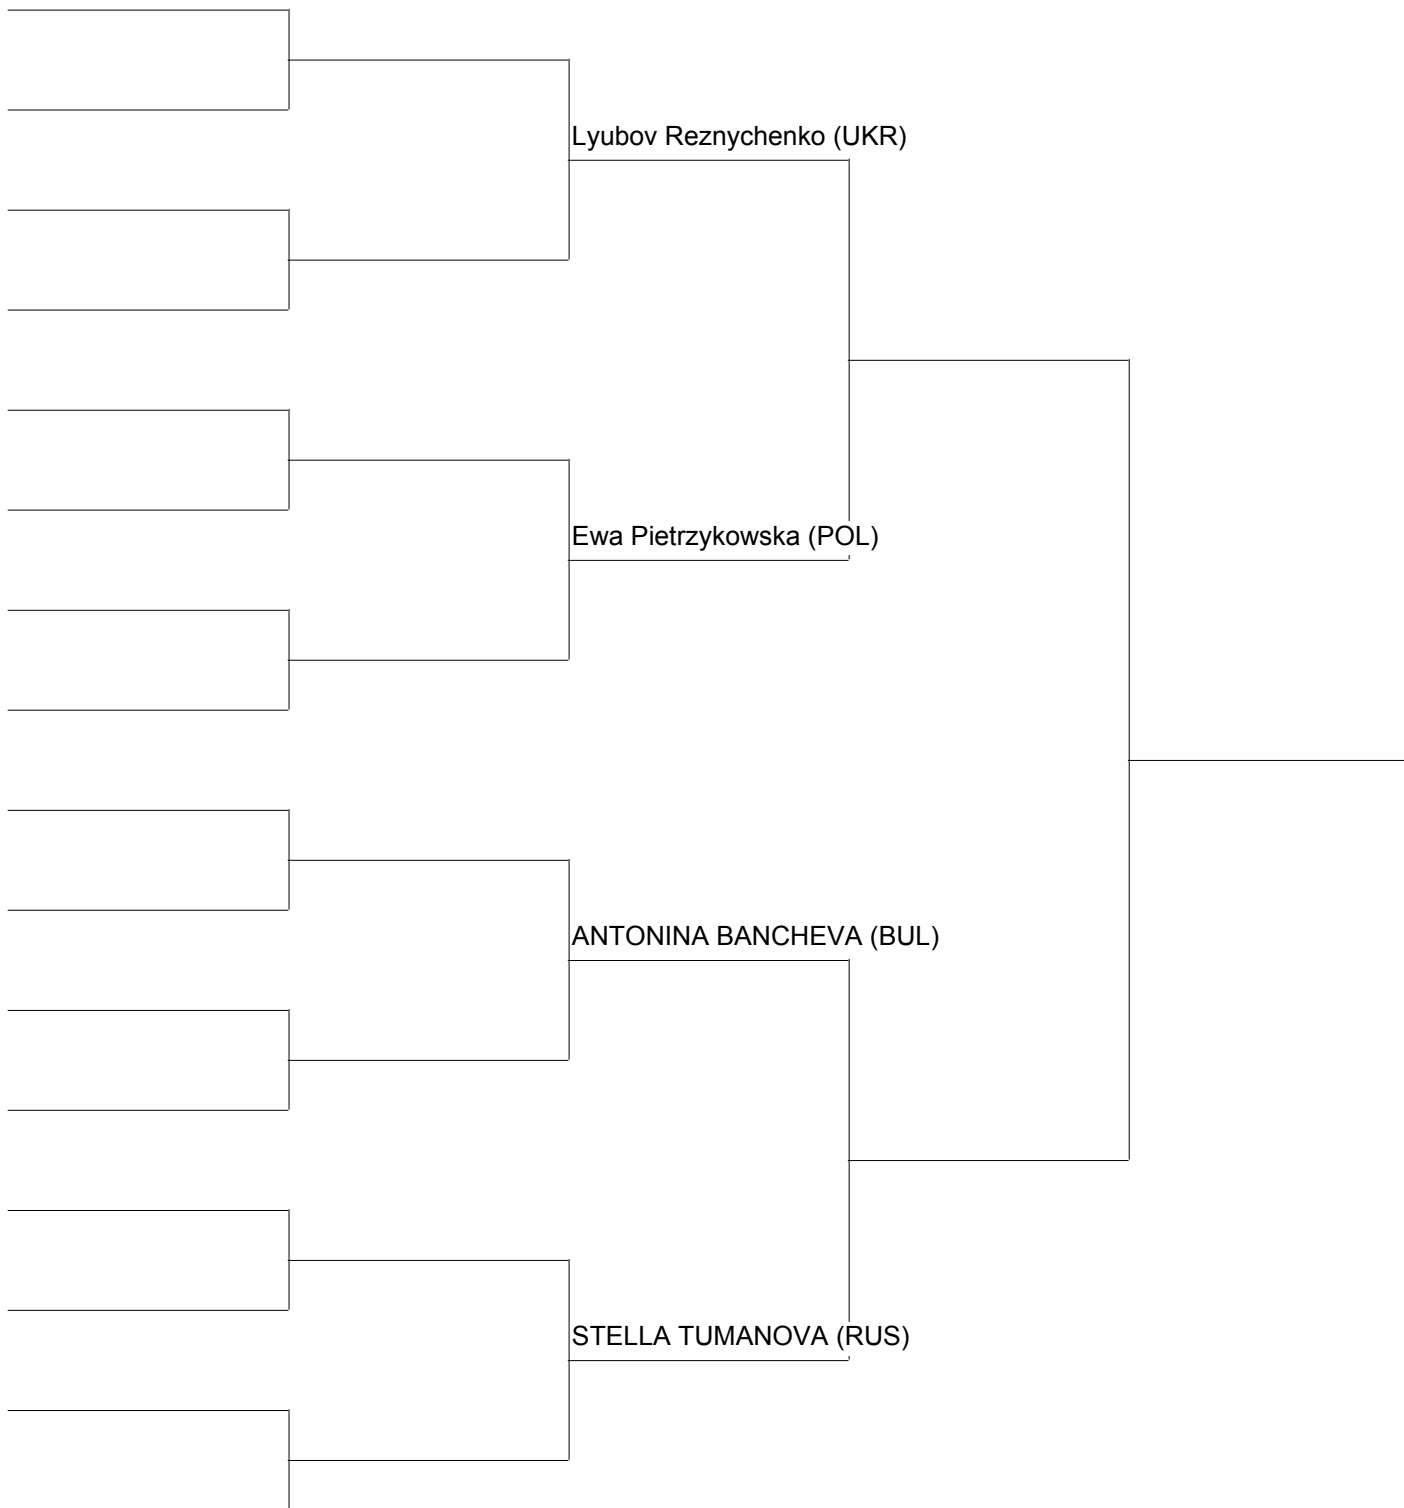 Lyubov Reznychenko (UKR)
Ewa Pietrzykowska (POL)
ANTONINA BANCHEVA (BUL)
STELLA TUMANOVA (RUS)